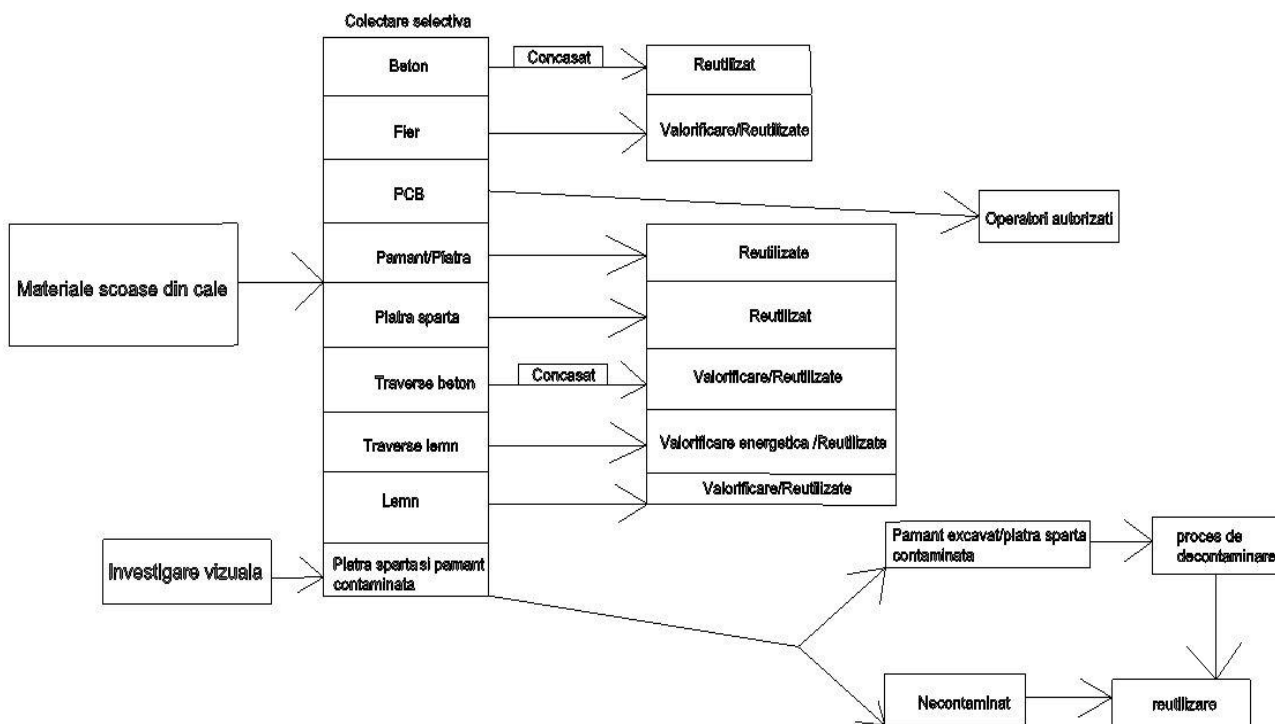 Colectare selectiva
Beton
Concasat
Reutilizat
Fier
Valorificare/Reutilizate
PCB
Operatori autorizati
Materiale scoase din cale
Pamant/Piatra
Reutilizate
Piatra sparta
Reutilizat
Traverse beton
Concasat
Valorificare/Reutilizate
Traverse lemn
Valorificare energetica /Reutilizate
Lemn
Valorificare/Reutilizate
Investigare vizuala
Piatra sparta si pamant
contaminata
Pamant excavat/piatra sparta
contaminata
proces de
decontaminare
Necontaminat
reutilizare